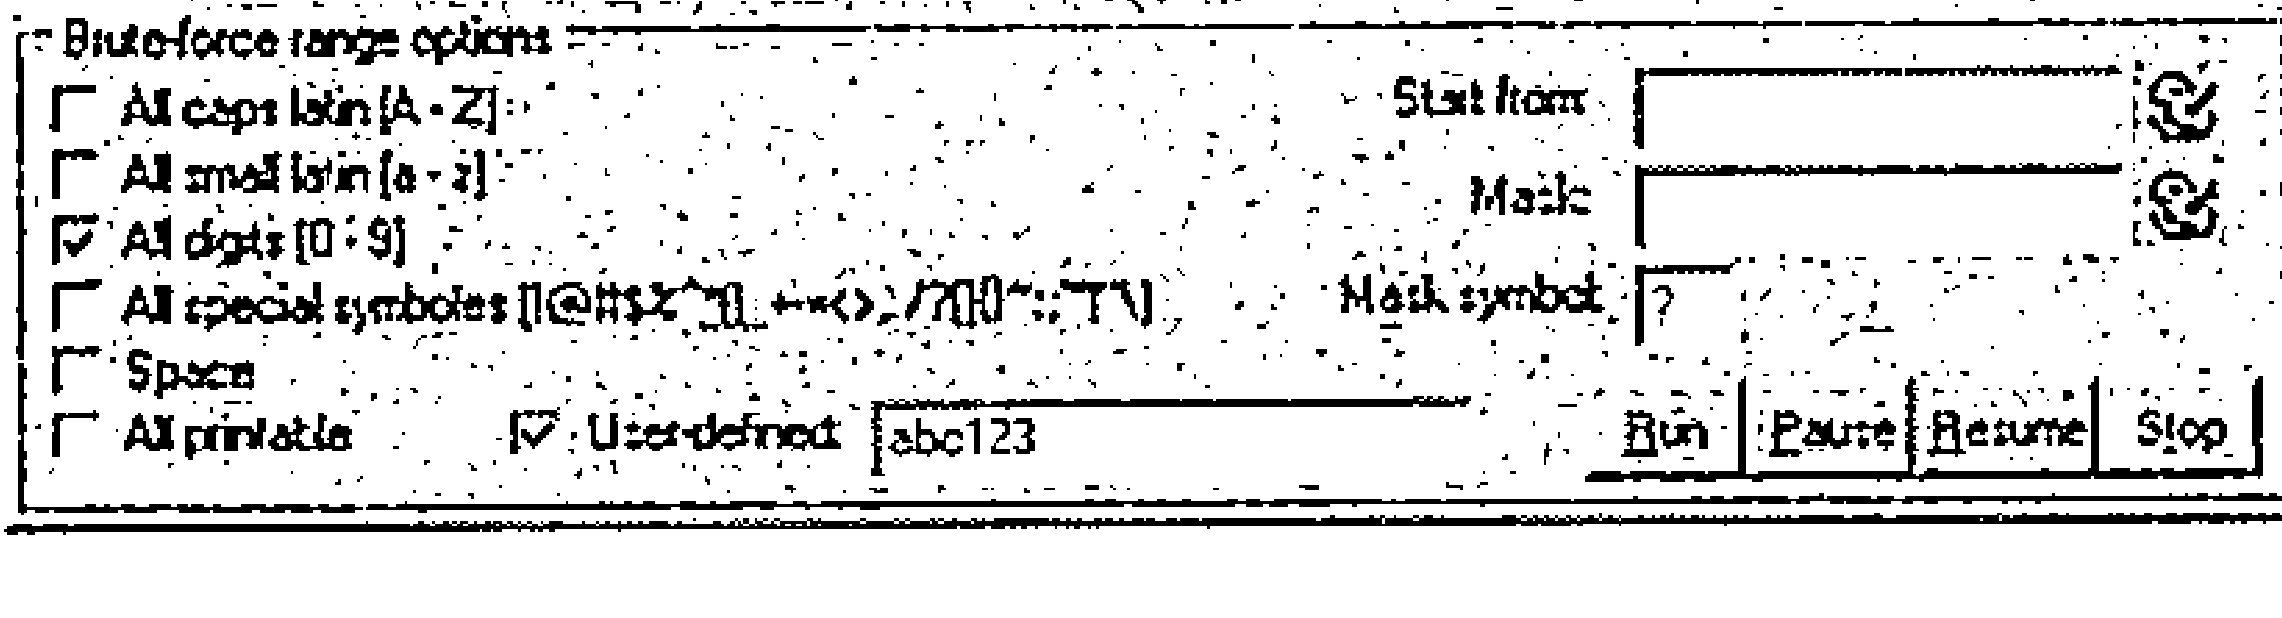 Brute-force range options
All caps latin [A - Z]
Start from
All small latin [a - z]
Mask
All digits [0 - 9]
All special symboles [!@#$%^*()_+-=<>,./?[]{}~:;`'|"\]
Mask symbol ?
Space
All printable
User-defined abc123
Run Pause Resume Stop